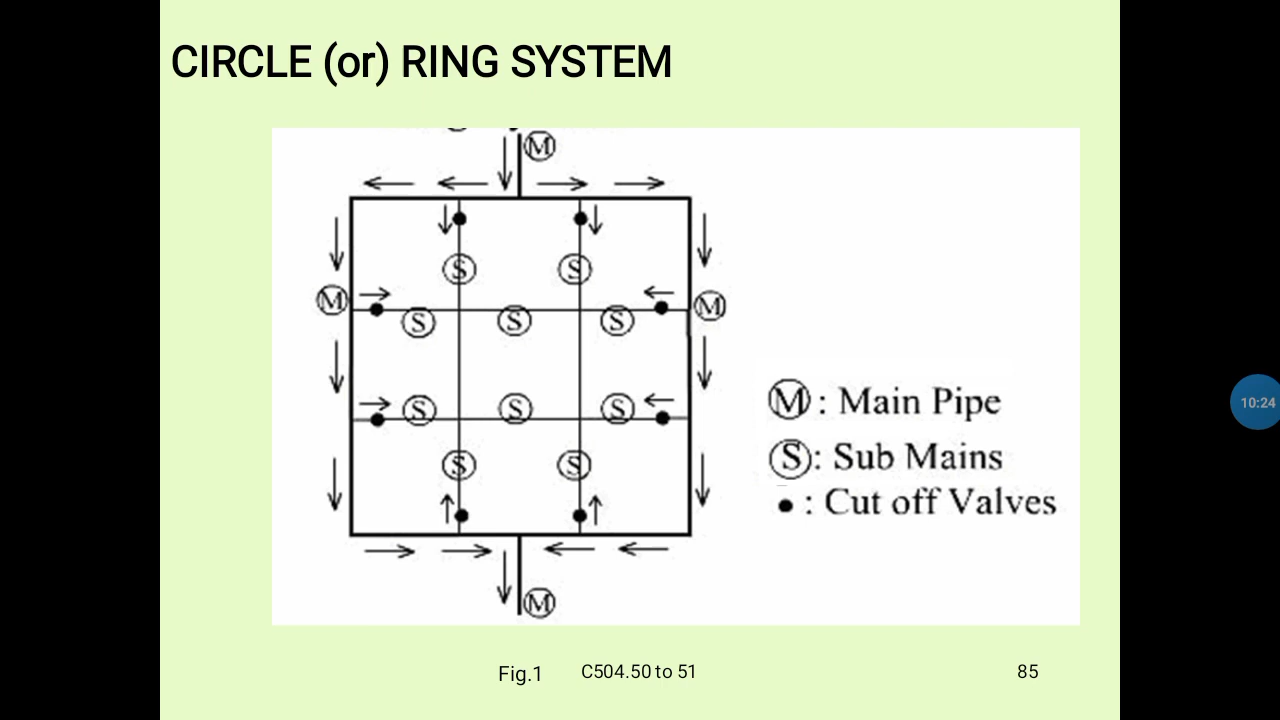 CIRCLE (or) RING SYSTEM
M
M
M
S
S
S
S
S
S
S
S
S
S
M
M : Main Pipe
S : Sub Mains
● : Cut off Valves
10:24
Fig.1 C504.50 to 51 85